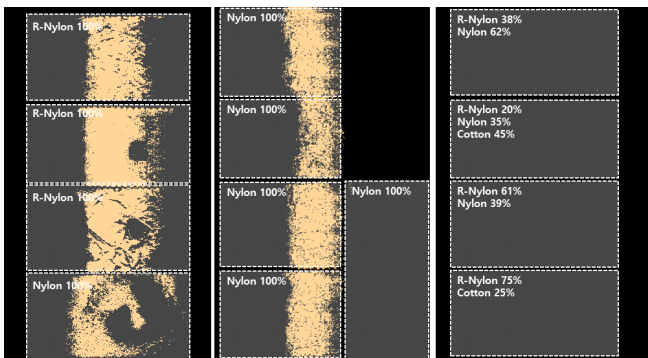 R-Nylon 100%
R-Nylon 100%
R-Nylon 100%
Nylon 100%
Nylon 100%
Nylon 100%
Nylon 100%
Nylon 100%
Nylon 100%
R-Nylon 38%
Nylon 62%
R-Nylon 20%
Nylon 35%
Cotton 45%
R-Nylon 61%
Nylon 39%
R-Nylon 75%
Cotton 25%